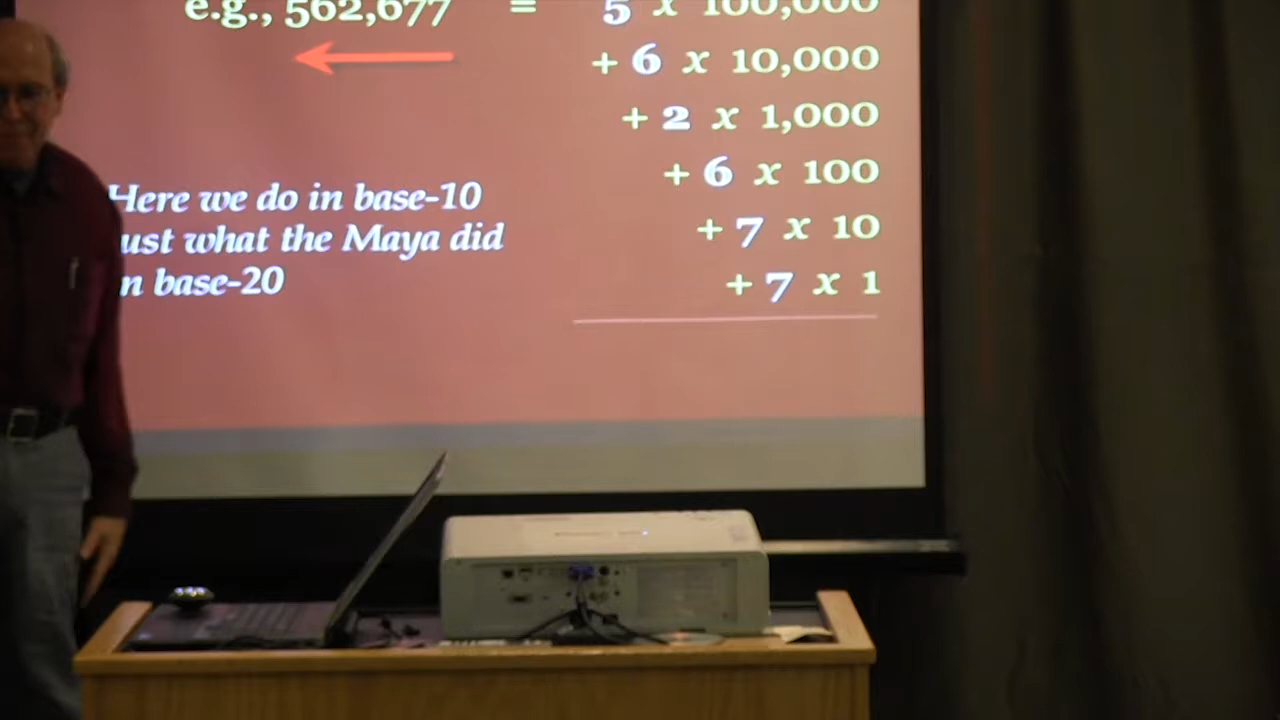 e.g., 562,677 = 5 x 100,000
+ 6 x 10,000
+ 2 x 1,000
+ 6 x 100
+ 7 x 10
+ 7 x 1
Here we do in base-10
ust what the Maya did
n base-20